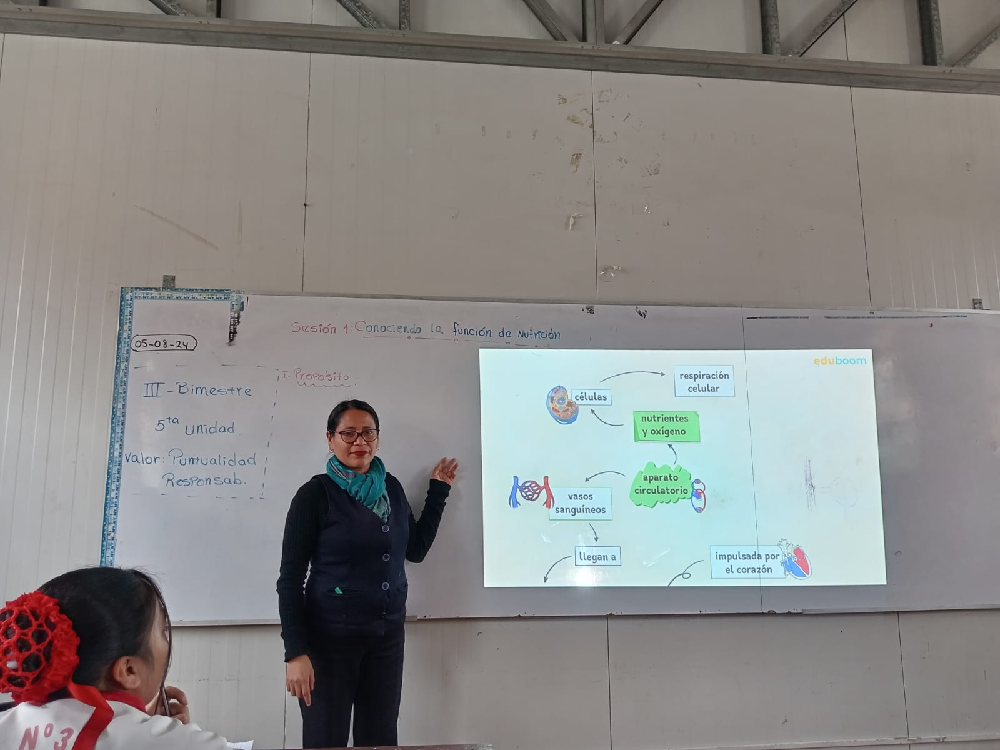 Sesión 1: Conociendo la función de Nutrición
05-08-24
III - Bimestre
5ta Unidad
Valor: Puntualidad
Responsab.
I. Propósito
eduboom
respiración
celular
células
nutrientes
y oxígeno
aparato
circulatorio
vasos
sanguíneos
llegan a
impulsada por
el corazón
Nº3